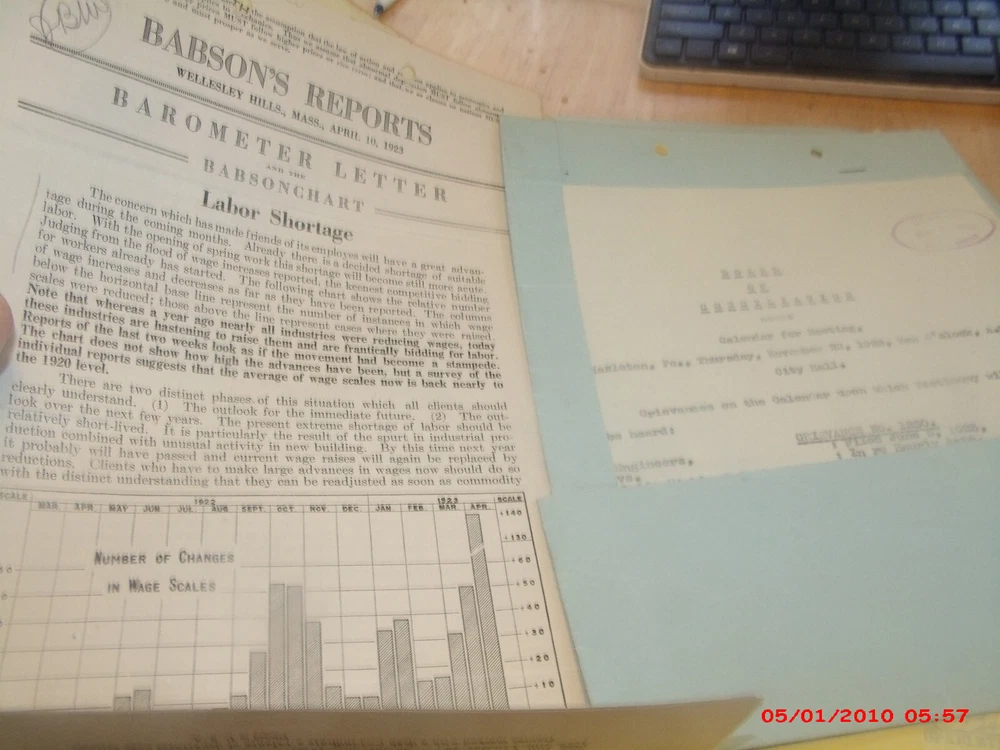 BABSON'S REPORTS
WELLESLEY HILLS, MASS., APRIL 10, 1923
BAROMETER LETTER
AND THE
BABSONCHART
Labor Shortage
The concern which has made friends of its employes will have a great advan-
tage during the coming months. Already there is a decided shortage of suitable
labor. With the opening of spring work this shortage will become still more acute.
Judging from the flood of wage increases reported, the keenest competitive bidding
for workers already has started. The following chart shows the relative number
of wage increases and decreases as far as they have been reported. The columns
below the horizontal base line represent the number of instances in which wage
scales were reduced; those above the line represent cases where they were raised.
Note that whereas a year ago nearly all industries were reducing wages, today
these industries are hastening to raise them and are frantically bidding for labor.
Reports of the last two weeks look as if the movement had become a stampede.
The chart does not show how high the advances have been, but a survey of the
individual reports suggests that the average of wage scales now is back nearly to
the 1920 level.
There are two distinct phases of this situation which all clients should
clearly understand. (1) The outlook for the immediate future. (2) The out-
look over the next few years. The present extreme shortage of labor should be
relatively short-lived. It is particularly the result of the spurt in industrial pro-
duction combined with unusual activity in new building. By this time next year
it probably will have passed and current wage raises will again be replaced by
reductions. Clients who have to make large advances in wages now should do so
with the distinct understanding that they can be readjusted as soon as commodity
SCALE 1922 1923 SCALE
MAR APR. MAY JUN JUL AUG SEPT. OCT. NOV. DEC. JAN. FEB. MAR APR.
+140
+130
+60
+50
+40
+30
+20
+10
NUMBER OF CHANGES
IN WAGE SCALES
Calendar for Session,
City Hall,
Grievances on the Calendar upon which testimony
be heard:
Engineers,
vs.
05/01/2010 05:57